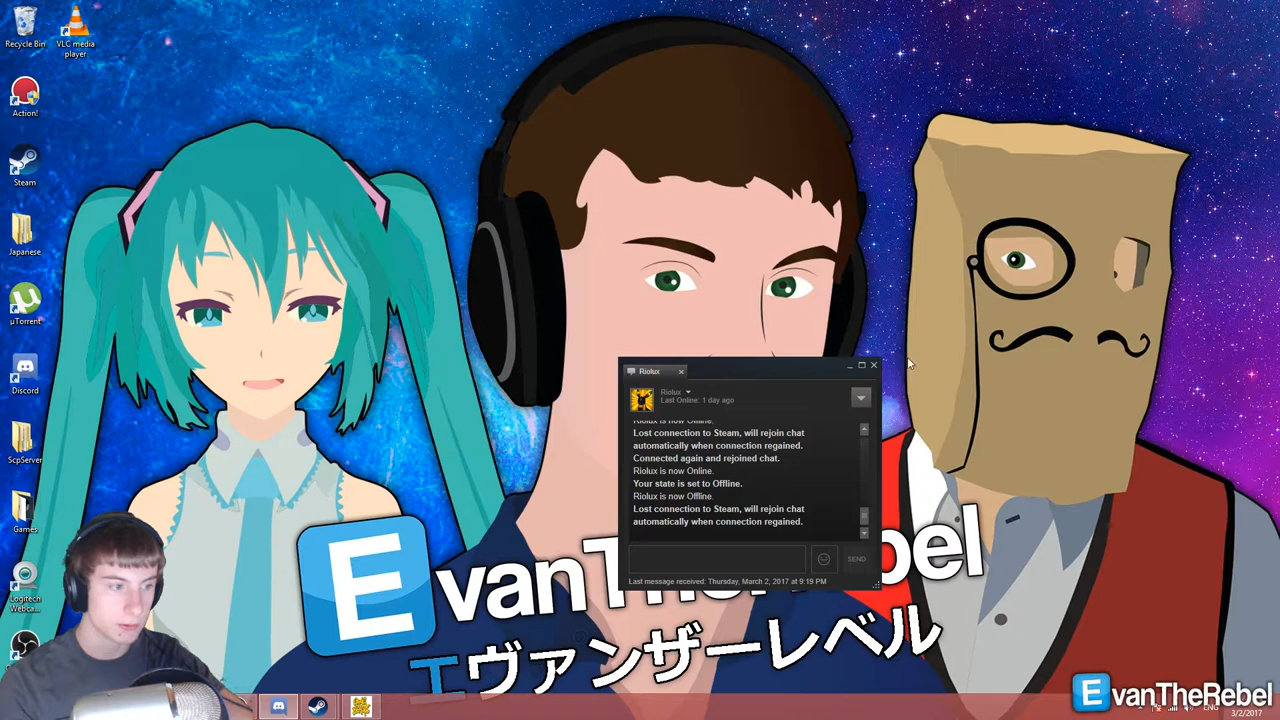 Recycle Bin
VLC media
player
Action!
Steam
Japanese
µTorrent
Discord
ScpServer
Games
Logitech
Webca...
Riolux
Riolux
Last Online: 1 day ago
Riolux is now Offline.
Lost connection to Steam, will rejoin chat
automatically when connection regained.
Connected again and rejoined chat.
Riolux is now Online.
Your state is set to Offline.
Riolux is now Offline.
Lost connection to Steam, will rejoin chat
automatically when connection regained.
SEND
Last message received: Thursday, March 2, 2017 at 9:19 PM
EvanTheRebel
エヴァンザーレベル
EvanTheRebel
ENG
3/2/2017